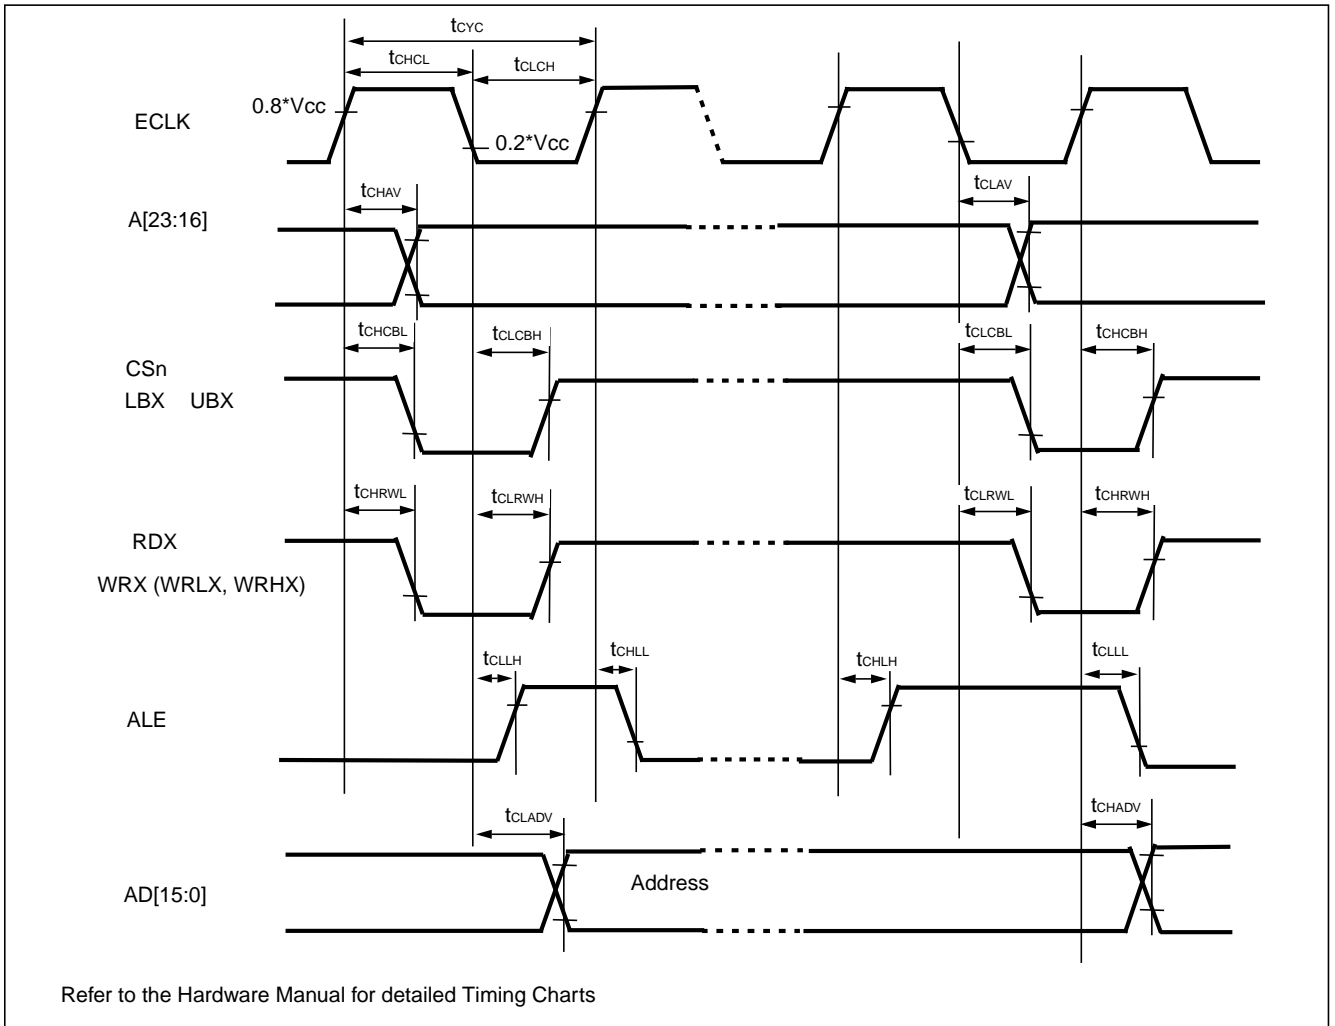 tCYC
tCHCL
tCLCH
0.8*Vcc
ECLK
0.2*Vcc
tCHAV
tCLAV
A[23:16]
tCHCBL
tCLCBH
tCLCBL
tCHCBH
CSn
LBX UBX
tCHRWL
tCLRWH
tCLRWL
tCHRWH
RDX
WRX (WRLX, WRHX)
tCLLH
tCHLL
tCHLH
tCLLL
ALE
tCLADV
tCHADV
Address
AD[15:0]
Refer to the Hardware Manual for detailed Timing Charts